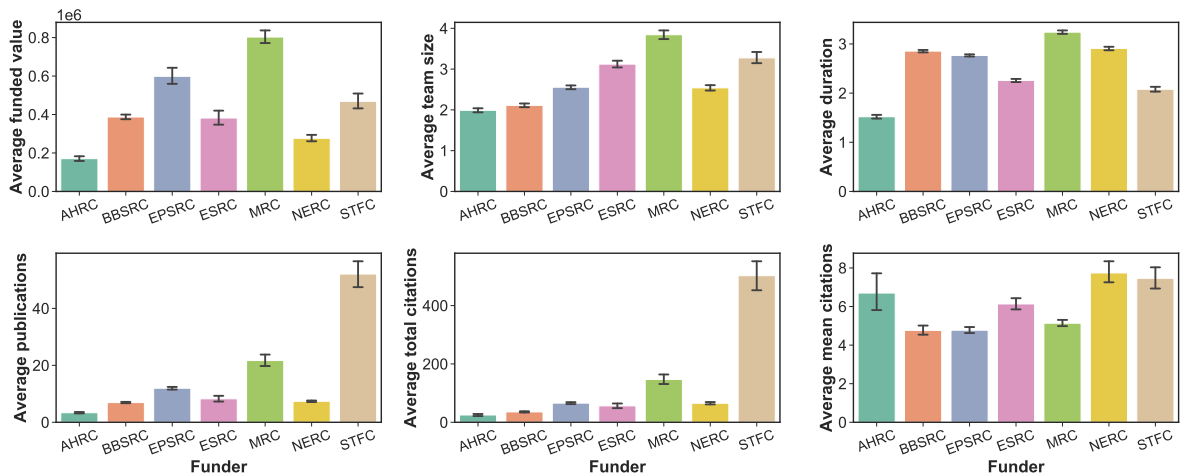 1e6
Average funded value
0.8
0.6
0.4
0.2
0.0
AHRC BBSRC EPSRC ESRC MRC NERC STFC
Average team size
4
3
2
1
0
AHRC BBSRC EPSRC ESRC MRC NERC STFC
Average duration
3
2
1
0
AHRC BBSRC EPSRC ESRC MRC NERC STFC
Average publications
40
20
0
AHRC BBSRC EPSRC ESRC MRC NERC STFC
Funder
Average total citations
400
200
0
AHRC BBSRC EPSRC ESRC MRC NERC STFC
Funder
Average mean citations
8
6
4
2
0
AHRC BBSRC EPSRC ESRC MRC NERC STFC
Funder